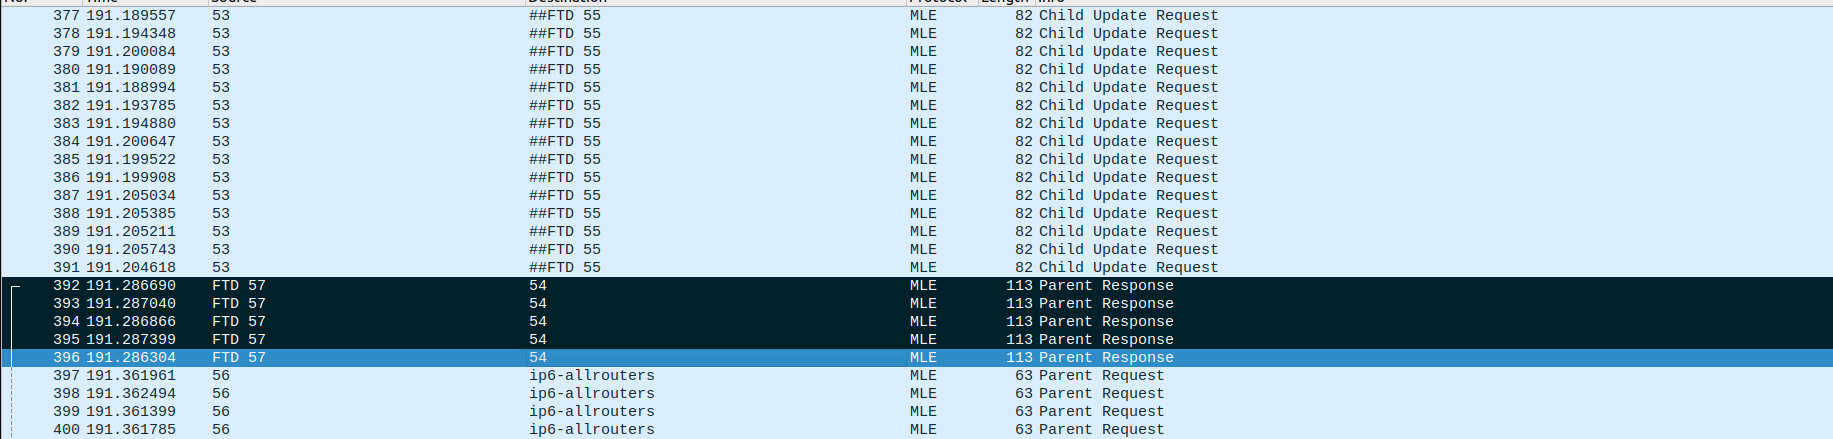 No. Time Source Destination Protocol Length Info
377 191.189557 53 ##FTD 55 MLE 82 Child Update Request
378 191.194348 53 ##FTD 55 MLE 82 Child Update Request
379 191.200084 53 ##FTD 55 MLE 82 Child Update Request
380 191.190089 53 ##FTD 55 MLE 82 Child Update Request
381 191.188994 53 ##FTD 55 MLE 82 Child Update Request
382 191.193785 53 ##FTD 55 MLE 82 Child Update Request
383 191.194880 53 ##FTD 55 MLE 82 Child Update Request
384 191.200647 53 ##FTD 55 MLE 82 Child Update Request
385 191.199522 53 ##FTD 55 MLE 82 Child Update Request
386 191.199908 53 ##FTD 55 MLE 82 Child Update Request
387 191.205034 53 ##FTD 55 MLE 82 Child Update Request
388 191.205385 53 ##FTD 55 MLE 82 Child Update Request
389 191.205211 53 ##FTD 55 MLE 82 Child Update Request
390 191.205743 53 ##FTD 55 MLE 82 Child Update Request
391 191.204618 53 ##FTD 55 MLE 82 Child Update Request
392 191.286690 FTD 57 54 MLE 113 Parent Response
393 191.287040 FTD 57 54 MLE 113 Parent Response
394 191.286866 FTD 57 54 MLE 113 Parent Response
395 191.287399 FTD 57 54 MLE 113 Parent Response
396 191.286304 FTD 57 54 MLE 113 Parent Response
397 191.361961 56 ip6-allrouters MLE 63 Parent Request
398 191.362494 56 ip6-allrouters MLE 63 Parent Request
399 191.361399 56 ip6-allrouters MLE 63 Parent Request
400 191.361785 56 ip6-allrouters MLE 63 Parent Request